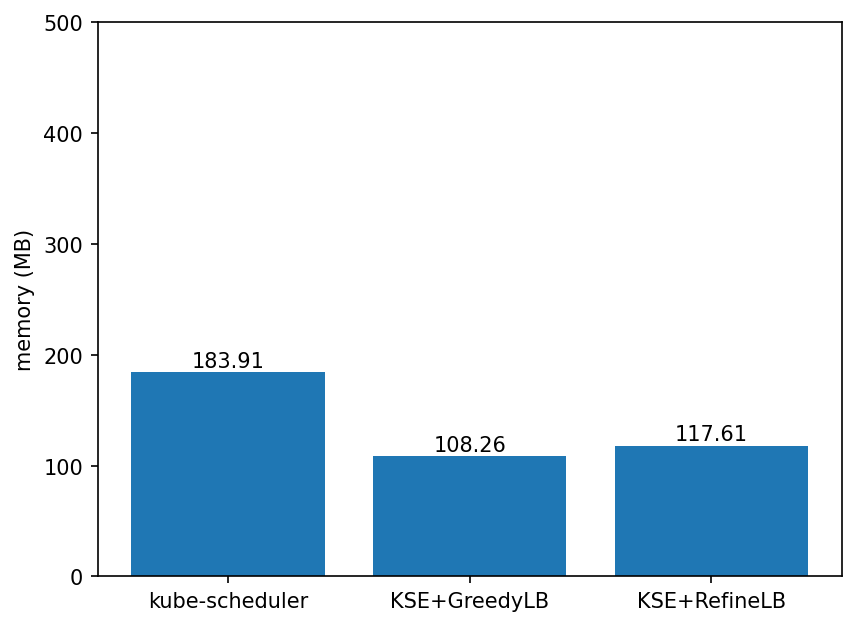 500
400
300
200
100
0
memory (MB)
183.91
108.26
117.61
kube-scheduler
KSE+GreedyLB
KSE+RefineLB